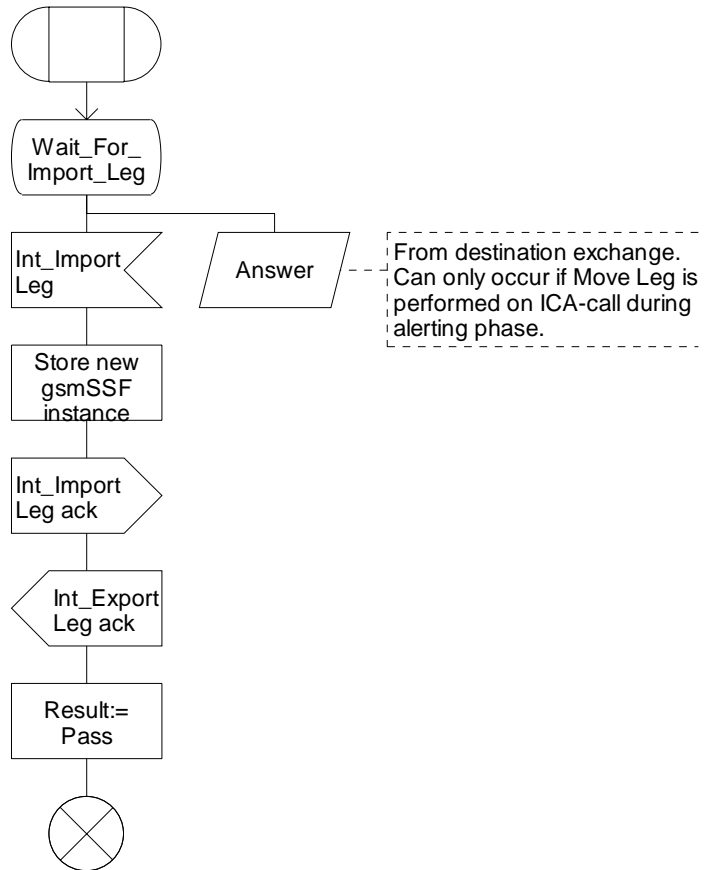 Wait_For_
Import_Leg
Int_Import
Leg
Answer
From destination exchange.
Can only occur if Move Leg is
performed on ICA-call during
alerting phase.
Store new
gsmSSF
instance
Int_Import
Leg ack
Int_Export
Leg ack
Result:=
Pass